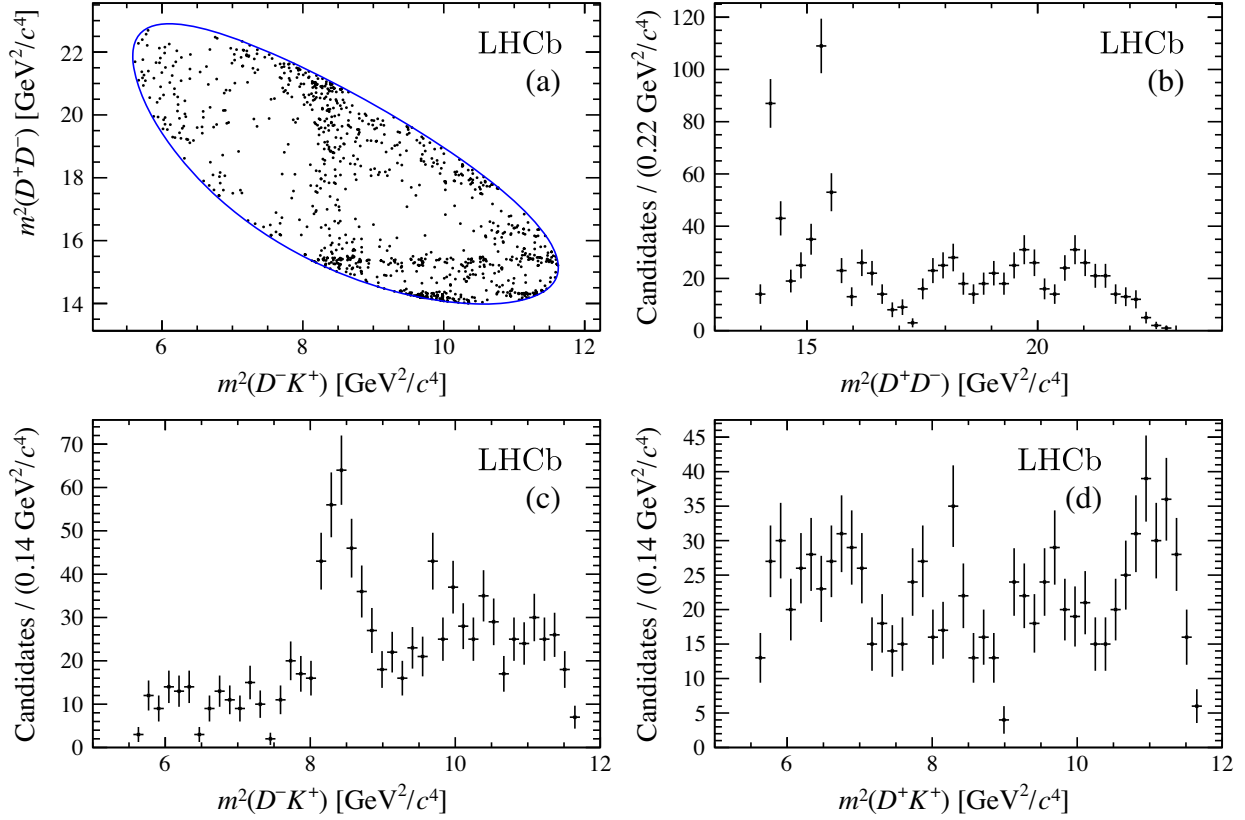 LHCb
(a)
m²(D⁺D⁻) [GeV²/c⁴]
22
20
18
16
14
6
8
10
12
m²(D⁻K⁺) [GeV²/c⁴]
LHCb
(b)
Candidates / (0.22 GeV²/c⁴)
120
100
80
60
40
20
0
15
20
m²(D⁺D⁻) [GeV²/c⁴]
LHCb
(c)
Candidates / (0.14 GeV²/c⁴)
70
60
50
40
30
20
10
0
6
8
10
12
m²(D⁻K⁺) [GeV²/c⁴]
LHCb
(d)
Candidates / (0.14 GeV²/c⁴)
45
40
35
30
25
20
15
10
5
0
6
8
10
12
m²(D⁺K⁺) [GeV²/c⁴]